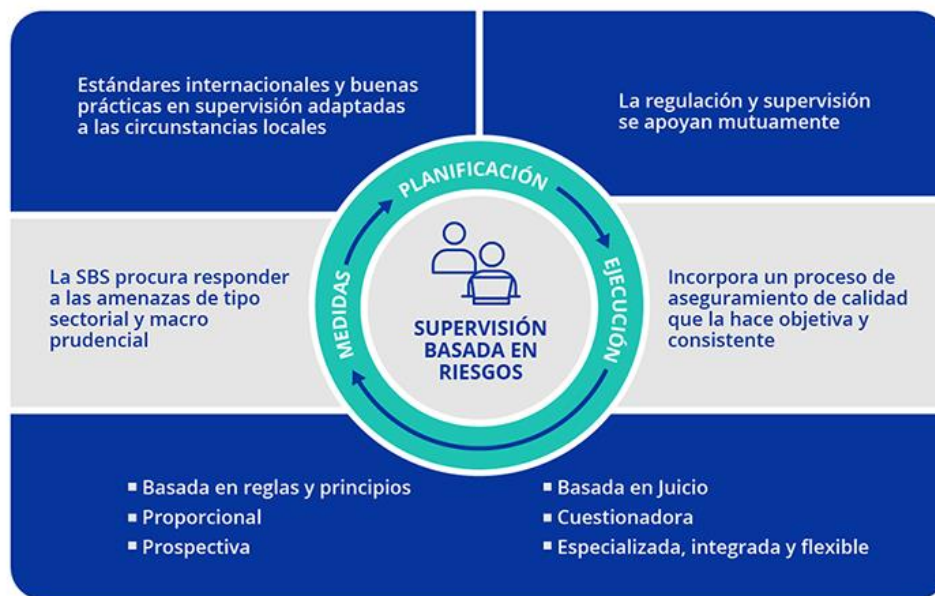 Estándares internacionales y buenas
prácticas en supervisión adaptadas
a las circunstancias locales
La regulación y supervisión
se apoyan mutuamente
PLANIFICACIÓN
EJECUCIÓN
MEDIDAS
La SBS procura responder
a las amenazas de tipo
sectorial y macro
prudencial
SUPERVISIÓN
BASADA EN
RIESGOS
Incorpora un proceso de
aseguramiento de calidad
que la hace objetiva y
consistente
▪ Basada en reglas y principios
▪ Proporcional
▪ Prospectiva
▪ Basada en Juicio
▪ Cuestionadora
▪ Especializada, integrada y flexible